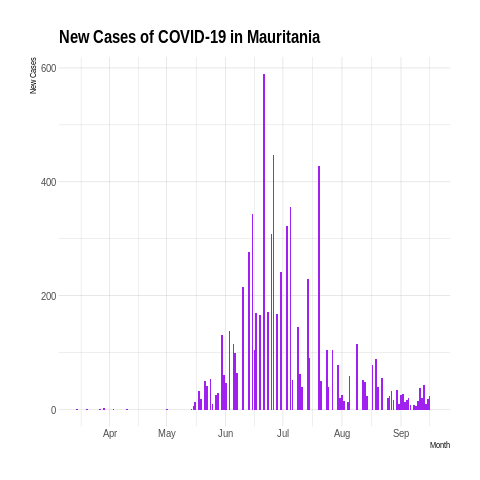 New Cases of COVID-19 in Mauritania
New Cases
600
400
200
0
Apr May Jun Jul Aug Sep
Month